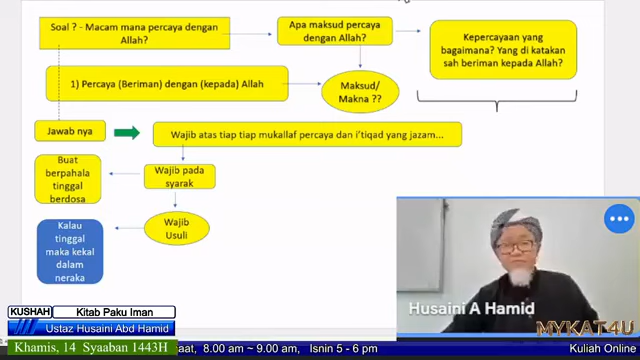 Soal ? - Macam mana percaya dengan
Allah?
Apa maksud percaya
dengan Allah?
Kepercayaan yang
bagaimana? Yang di katakan
sah beriman kepada Allah?
1) Percaya (Beriman) dengan (kepada) Allah
Maksud/
Makna ??
Jawab nya
Wajib atas tiap tiap mukallaf percaya dan i'tiqad yang jazam...
Buat
berpahala
tinggal
berdosa
Wajib pada
syarak
Kalau
tinggal
maka kekal
dalam
neraka
Wajib
Usuli
Husaini A Hamid
MYKAT4U
KUSHAH
Kitab Paku Iman
Ustaz Husaini Abd Hamid
Khamis, 14 Syaaban 1443H
aat, 8.00 am ~ 9.00 am, Isnin 5 - 6 pm
Kuliah Online